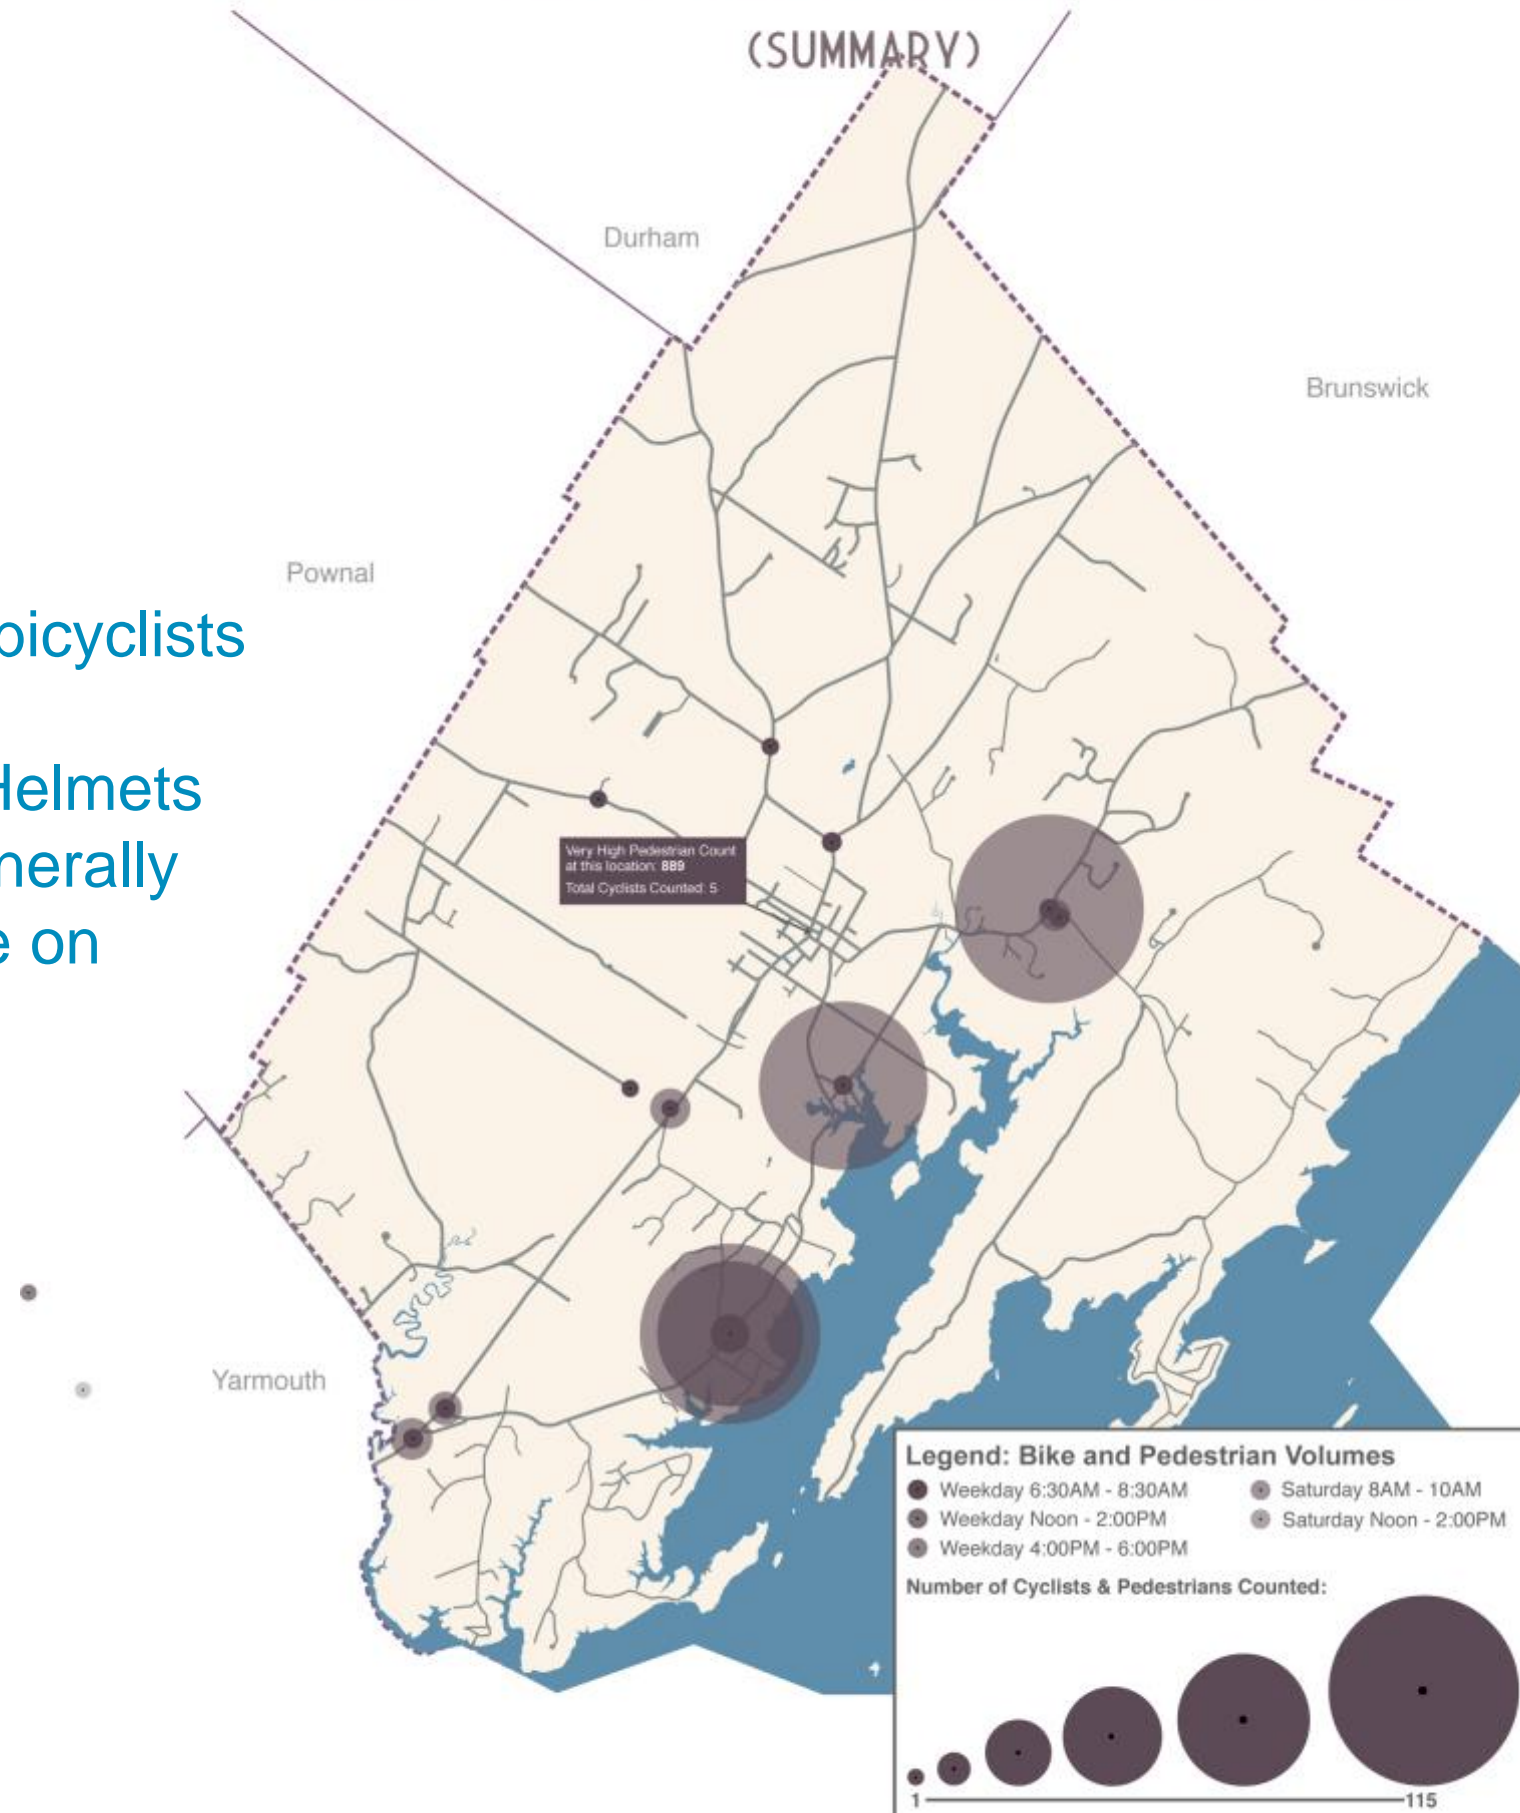 (SUMMARY)
Durham
Brunswick
Pownal
bicyclists
Helmets
nerally
e on
Very High Pedestrian Count
at this location: 889
Total Cyclists Counted: 5
Yarmouth
Legend: Bike and Pedestrian Volumes
Weekday 6:30AM - 8:30AM
Weekday Noon - 2:00PM
Weekday 4:00PM - 6:00PM
Saturday 8AM - 10AM
Saturday Noon - 2:00PM
Number of Cyclists & Pedestrians Counted:
1 115